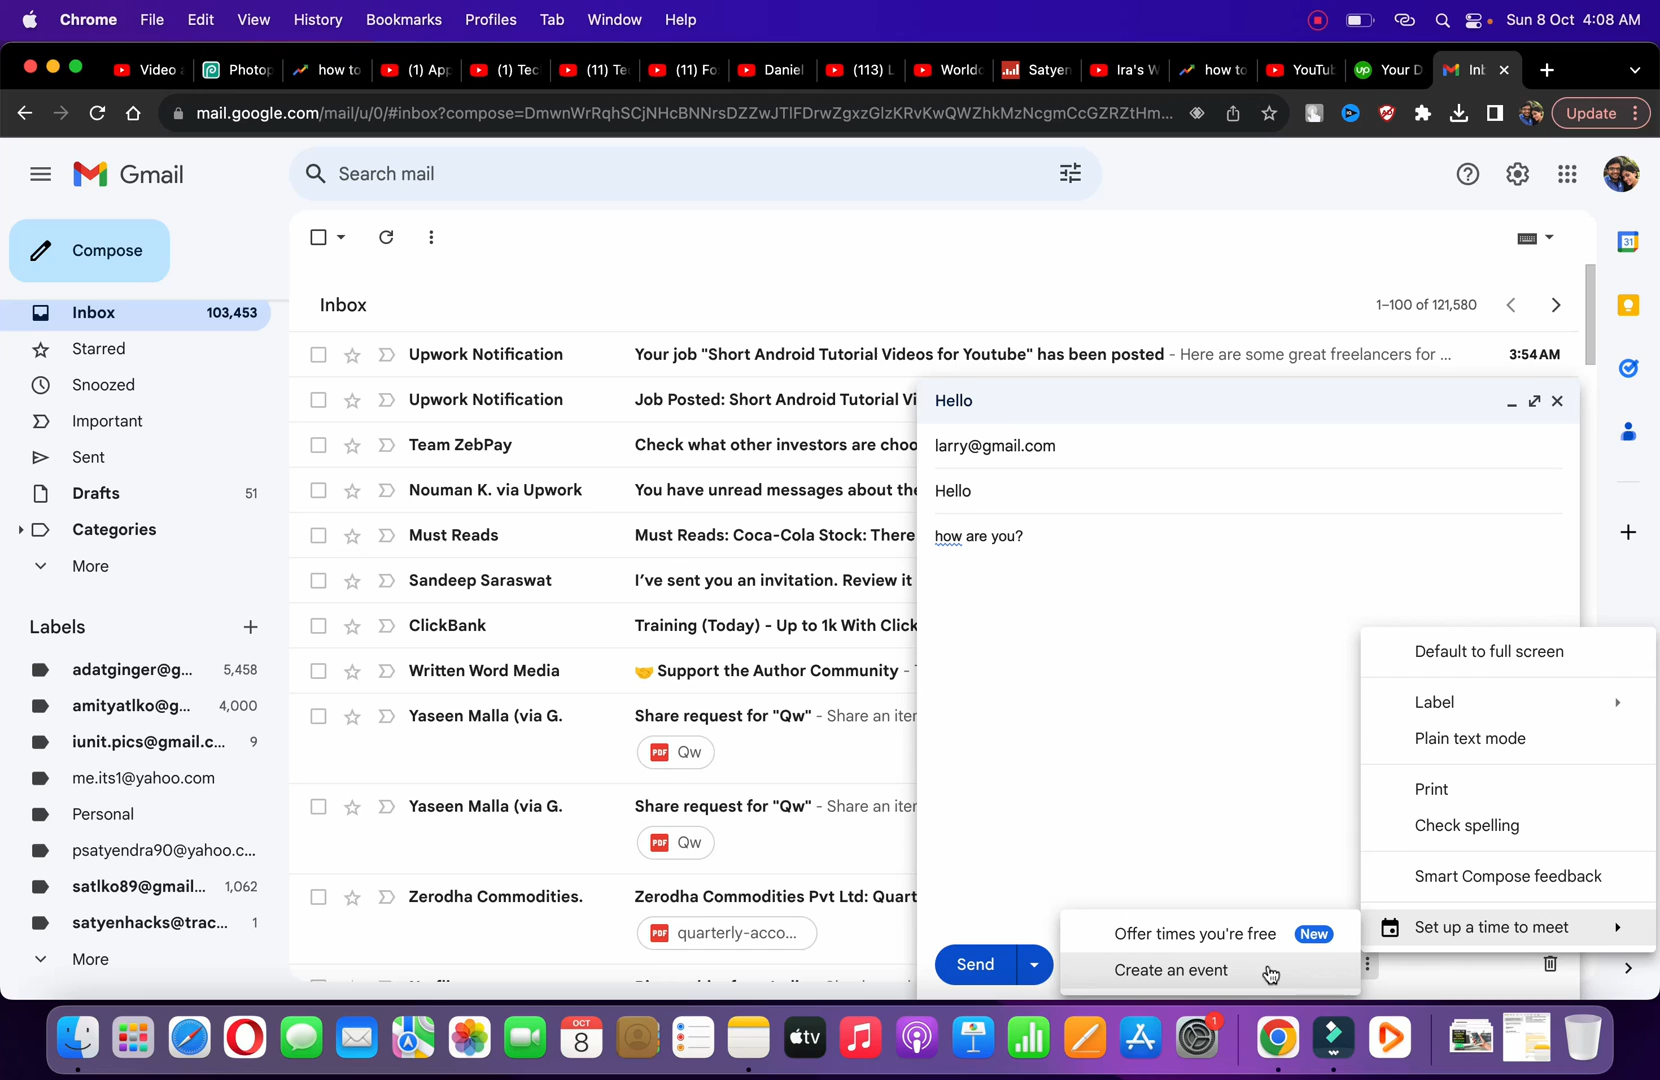 Chrome File Edit View History Bookmarks Profiles Tab Window Help Sun 8 Oct 4:08 AM
Video Photop how to (1) App (1) Tec (11) Te (11) Fo Daniel (113) L World Satyen Ira's W how to YouTub Your D Inb
mail.google.com/mail/u/0/#inbox?compose=DmwnWrRqhSCjNHcBNNrsDZZwJTlFDrwZgxzGlzKRvKwQWZhkMzNcgmCcGZRZtHm... Update
Gmail Search mail
Compose
Inbox 103,453
Starred
Snoozed
Important
Sent
Drafts 51
Categories
More
Labels
adatginger@g... 5,458
amityatlko@g... 4,000
iunit.pics@gmail.c... 9
me.its1@yahoo.com
Personal
psatyendra90@yahoo.c...
satlko89@gmail... 1,062
satyenhacks@trac... 1
More
Inbox 1–100 of 121,580
Upwork Notification Your job "Short Android Tutorial Videos for Youtube" has been posted - Here are some great freelancers for ... 3:54 AM
Upwork Notification Job Posted: Short Android Tutorial Vi
Team ZebPay Check what other investors are choo
Nouman K. via Upwork You have unread messages about the
Must Reads Must Reads: Coca-Cola Stock: There
Sandeep Saraswat I've sent you an invitation. Review it
ClickBank Training (Today) - Up to 1k With Click
Written Word Media Support the Author Community -
Yaseen Malla (via G. Share request for "Qw" - Share an iter
PDF Qw
Yaseen Malla (via G. Share request for "Qw" - Share an iter
PDF Qw
Zerodha Commodities. Zerodha Commodities Pvt Ltd: Quart
PDF quarterly-acco...
Hello
larry@gmail.com
Hello
how are you?
Send
Default to full screen
Label
Plain text mode
Print
Check spelling
Smart Compose feedback
Set up a time to meet
Offer times you're free New
Create an event
31
OCT
8
tv
1